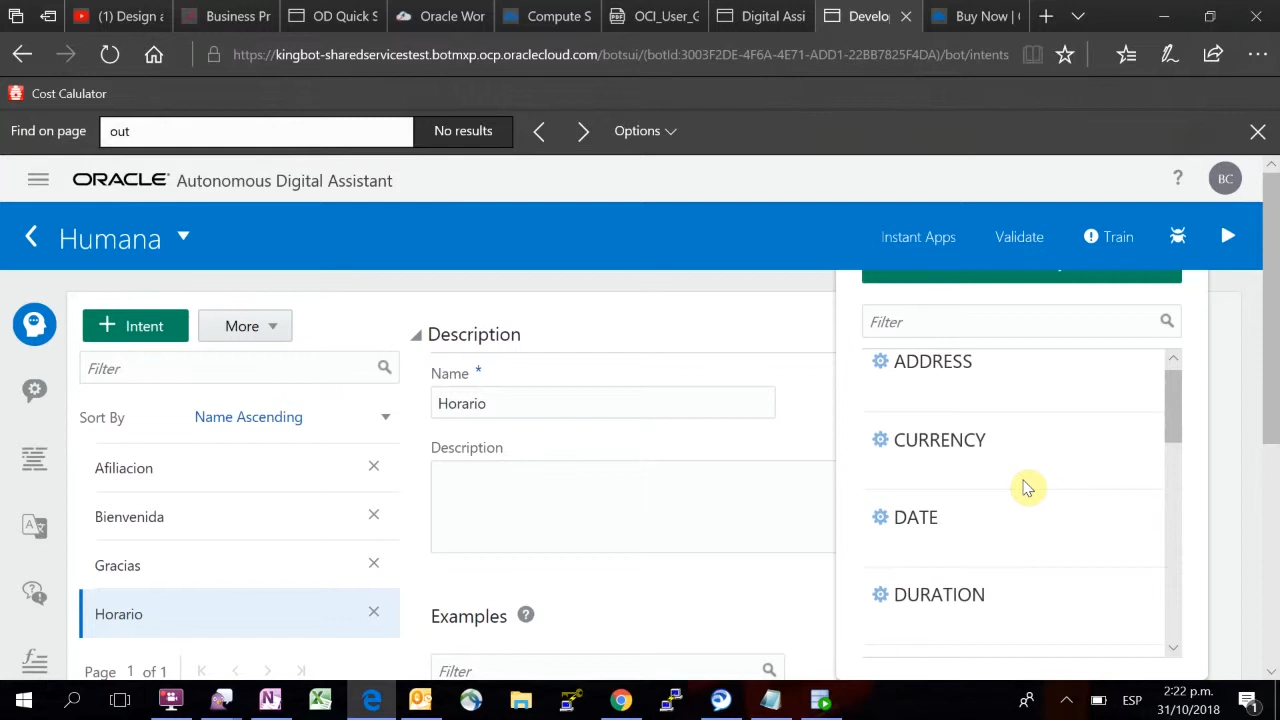 (1) Design a
Business Pr
OD Quick S
Oracle Wor
Compute S
OCI_User_G
Digital Assi
Develo
Buy Now |
https://kingbot-sharedservicestest.botmxp.ocp.oraclecloud.com/botsui/(botId:3003F2DE-4F6A-4E71-ADD1-22BB7825F4DA)/bot/intents
Cost Calulator
Find on page
out
No results
Options
ORACLE Autonomous Digital Assistant
?
BC
Humana
Instant Apps
Validate
Train
+ Intent
More
Filter
Sort By
Name Ascending
Afiliacion
Bienvenida
Gracias
Horario
Page 1 of 1
Description
Name *
Horario
Description
Examples
Filter
Filter
ADDRESS
CURRENCY
DATE
DURATION
ESP
2:22 p.m.
31/10/2018
1